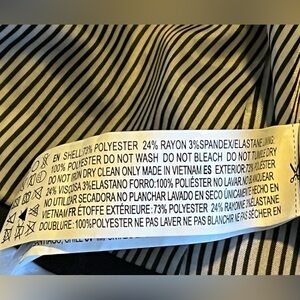 EN SHELL:73% POLYESTER 24% RAYON 3%SPANDEX/ELASTANE LINING:
100% POLYESTER DO NOT WASH DO NOT BLEACH DO NOT TUMBLE DRY
DO NOT IRON DRY CLEAN ONLY MADE IN VIETNAM ES EXTERIOR:73% POLIÉSTER
24% VISCOSA 3%ELASTANO FORRO:100% POLIÉSTER NO LAVAR NO BLANQUEAR
NO SECADORA NO PLANCHAR LAVADO EN SECO ÚNICAMENTE HECHO EN
VIETNAM FR ÉTOFFE EXTÉRIEURE:73% POLYESTER 24% RAYONNE 3%ÉLASTHANNE
DOUBLURE: 100%POLYESTER NE PAS LAVER NE PAS BLANCHIR NE PAS SÉCHER EN